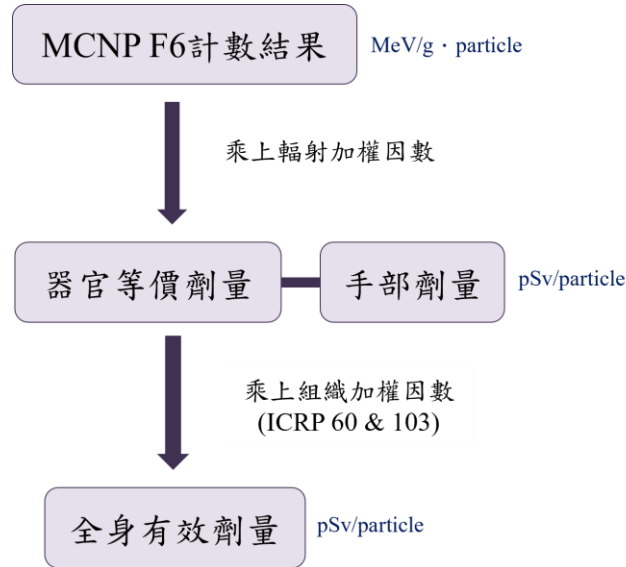 MCNP F6計數結果 MeV/g · particle
乘上輻射加權因數
器官等價劑量 手部劑量 pSv/particle
乘上組織加權因數
(ICRP 60 & 103)
全身有效劑量 pSv/particle